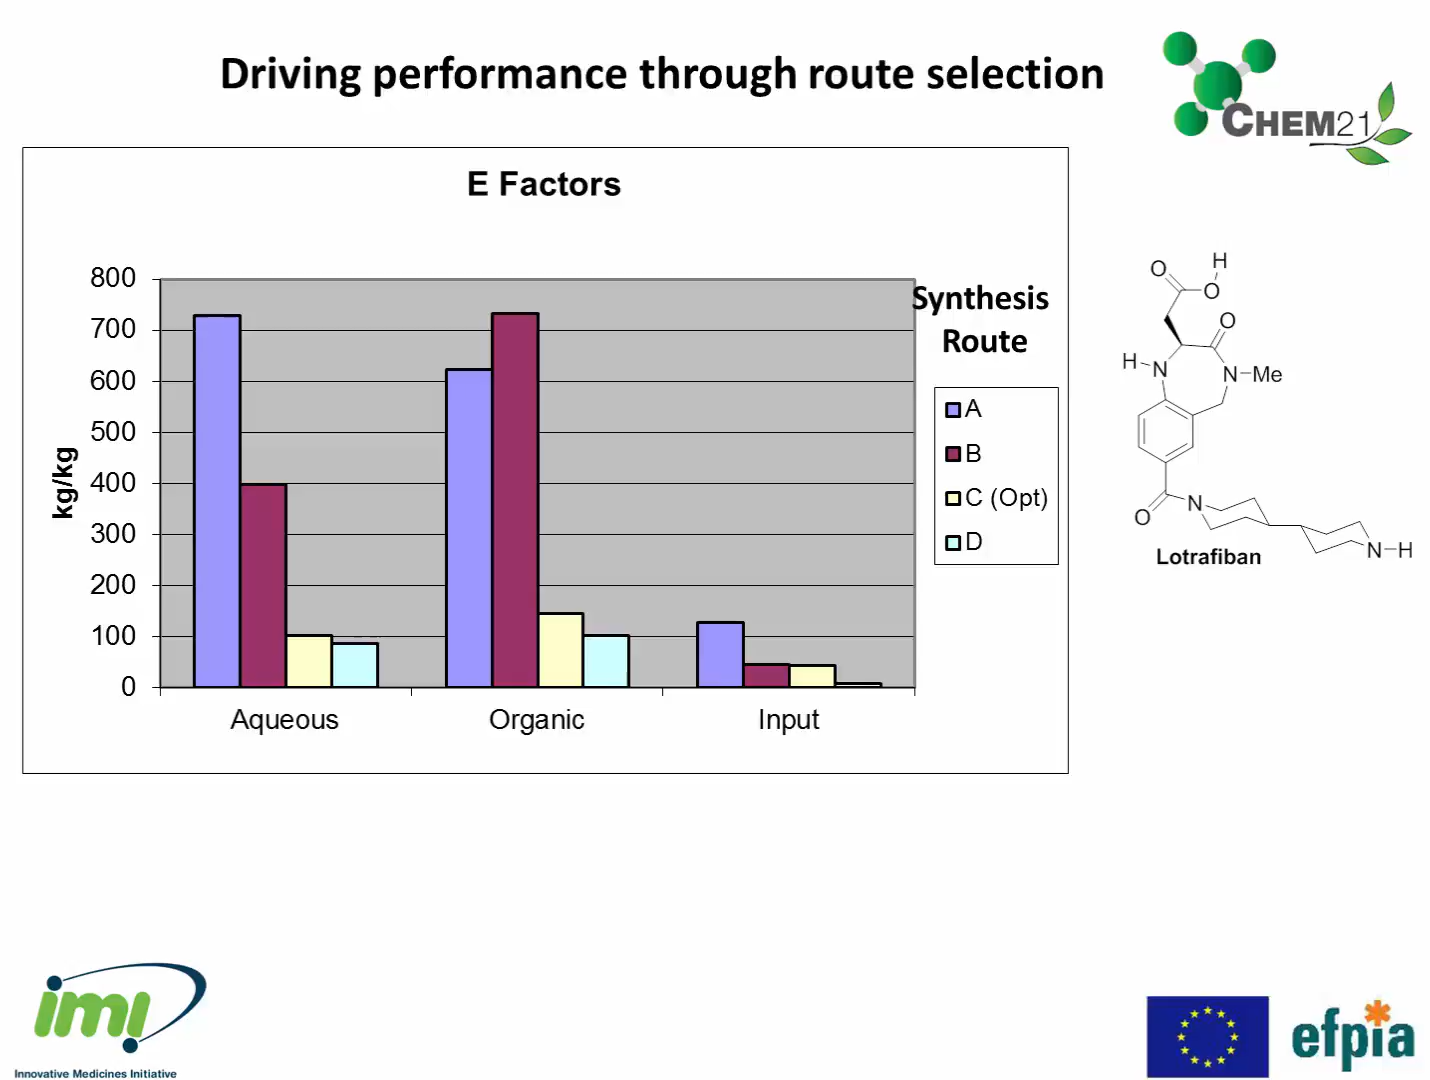 Driving performance through route selection
CHEM21
E Factors
800
700
600
500
400
300
200
100
0
kg/kg
Aqueous
Organic
Input
Synthesis
Route
A
B
C (Opt)
D
O
H
O
O
H
N
N
Me
O
N
N
H
Lotrafiban
imi
Innovative Medicines Initiative
efpia